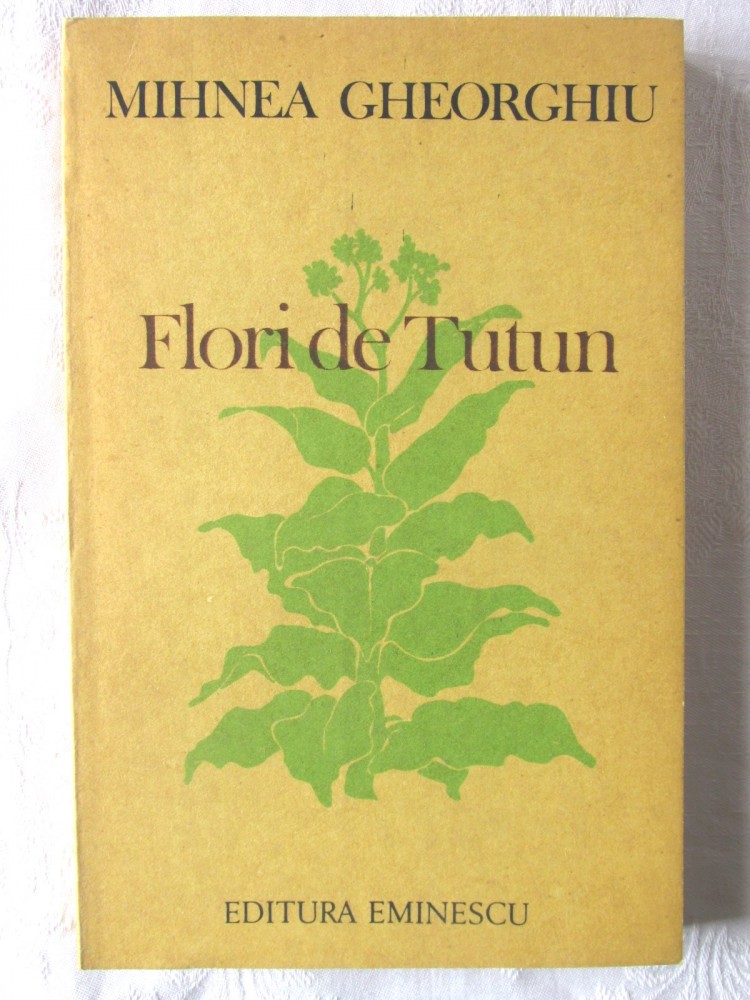 MIHNEA GHEORGHIU
Flori de Tutun
EDITURA EMINESCU